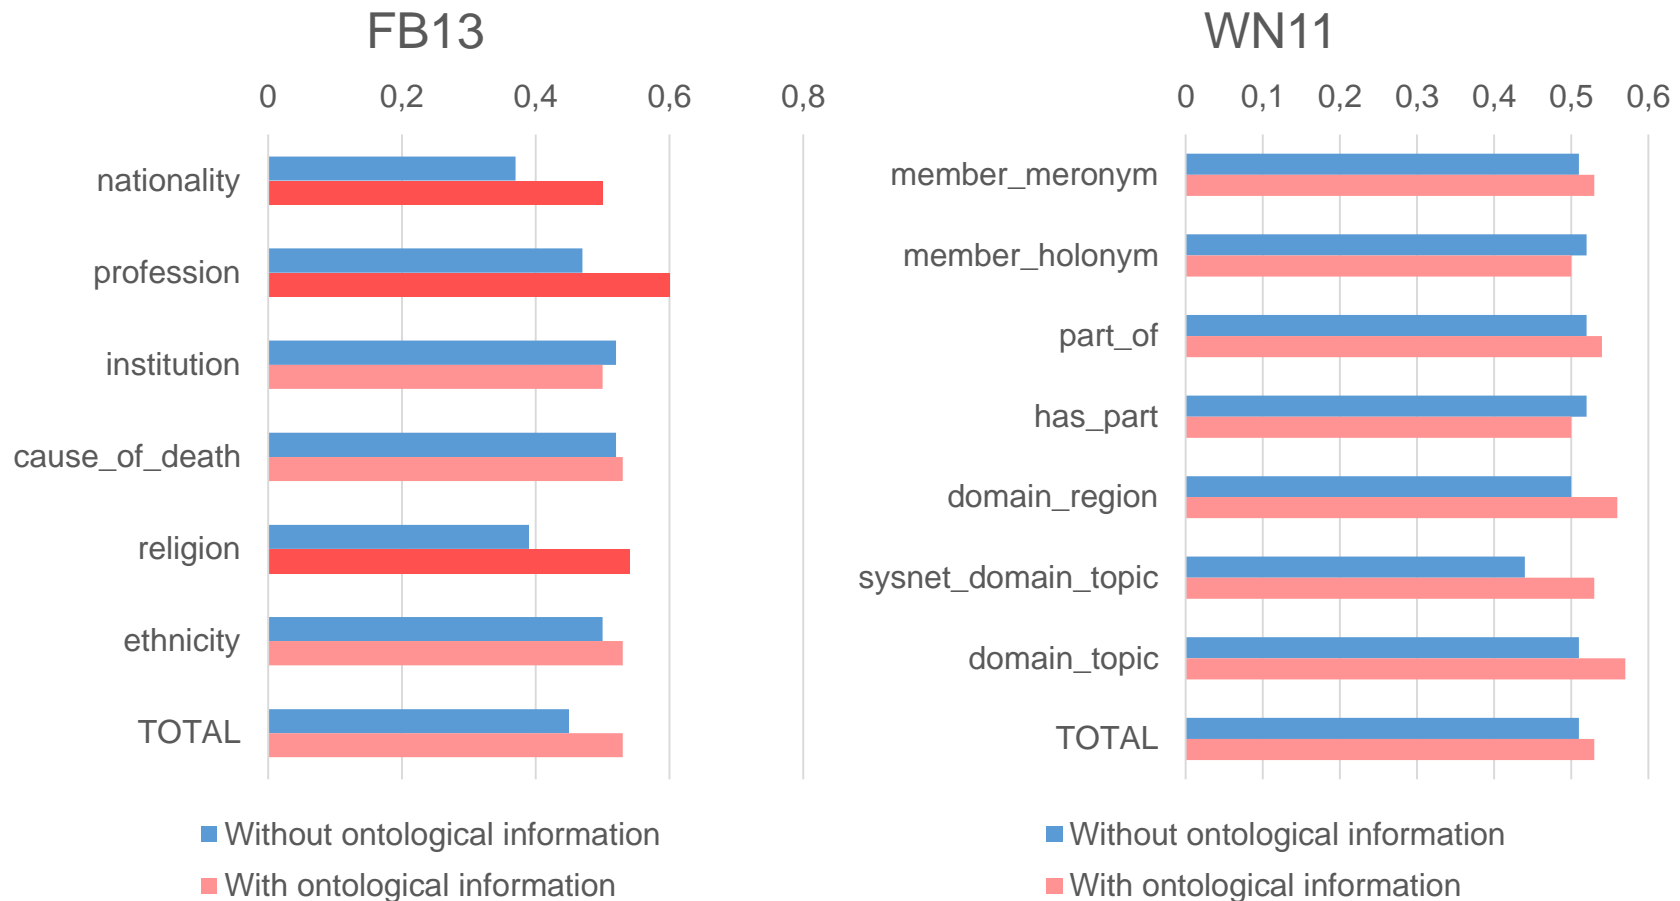 FB13
0 0,2 0,4 0,6 0,8
nationality
profession
institution
cause_of_death
religion
ethnicity
TOTAL
Without ontological information
With ontological information
WN11
0 0,1 0,2 0,3 0,4 0,5 0,6
member_meronym
member_holonym
part_of
has_part
domain_region
sysnet_domain_topic
domain_topic
TOTAL
Without ontological information
With ontological information